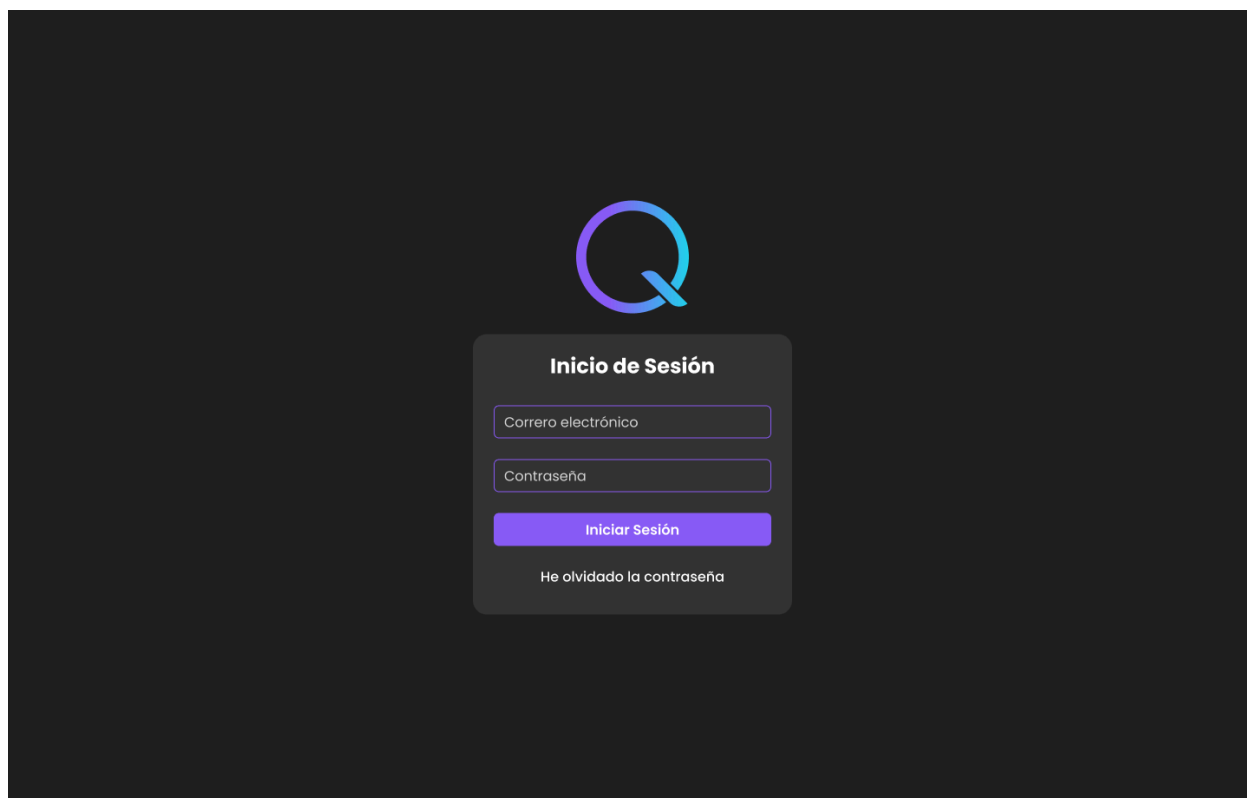 Inicio de Sesión
Correro electrónico
Contraseña
Iniciar Sesión
He olvidado la contraseña